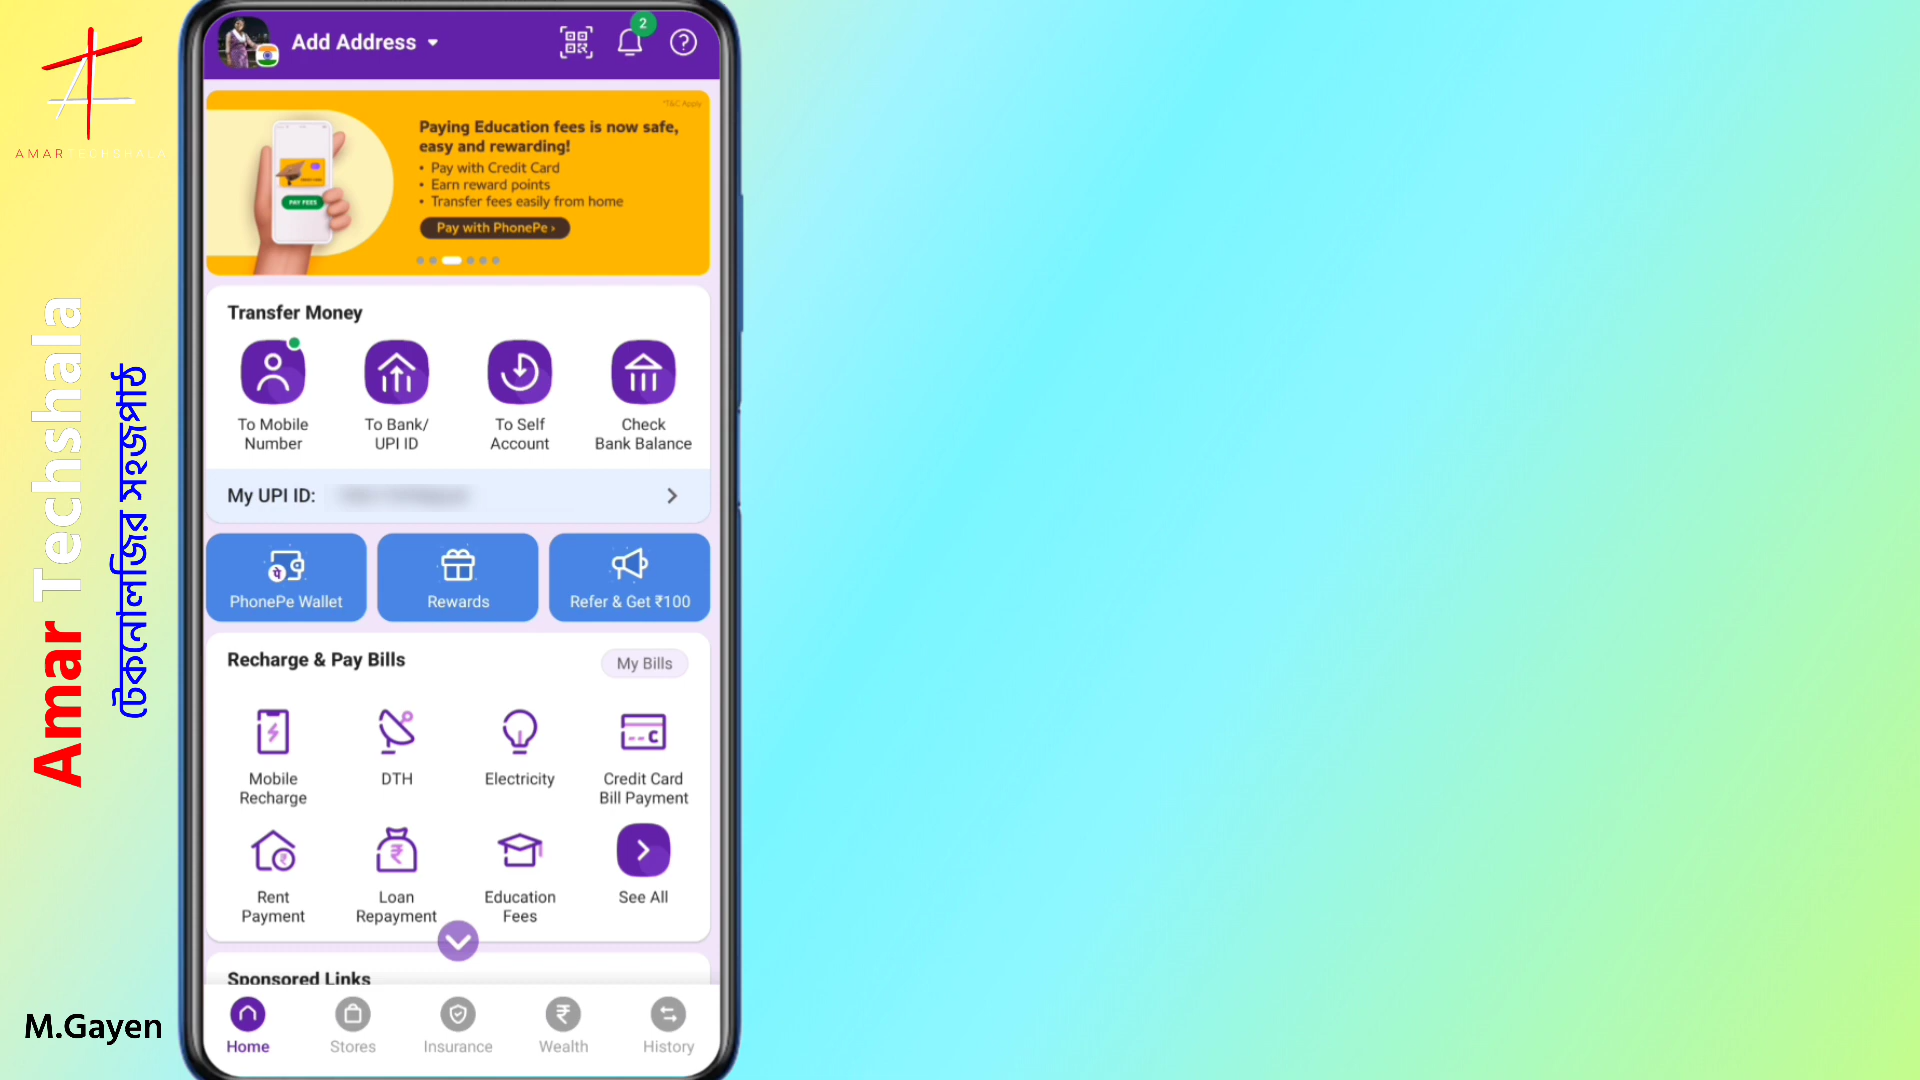 AMAR TECHSHALA
Amar Techshala
টেকনোলজির সহজপাঠ
M.Gayen
Add Address
2
*T&C Apply
Paying Education fees is now safe,
easy and rewarding!
• Pay with Credit Card
• Earn reward points
• Transfer fees easily from home
Pay with PhonePe ›
PAY FEES
Transfer Money
To Mobile
Number
To Bank/
UPI ID
To Self
Account
Check
Bank Balance
My UPI ID:
PhonePe Wallet
Rewards
Refer & Get ₹100
Recharge & Pay Bills
My Bills
Mobile
Recharge
DTH
Electricity
Credit Card
Bill Payment
Rent
Payment
Loan
Repayment
Education
Fees
See All
Sponsored Links
Home
Stores
Insurance
Wealth
History